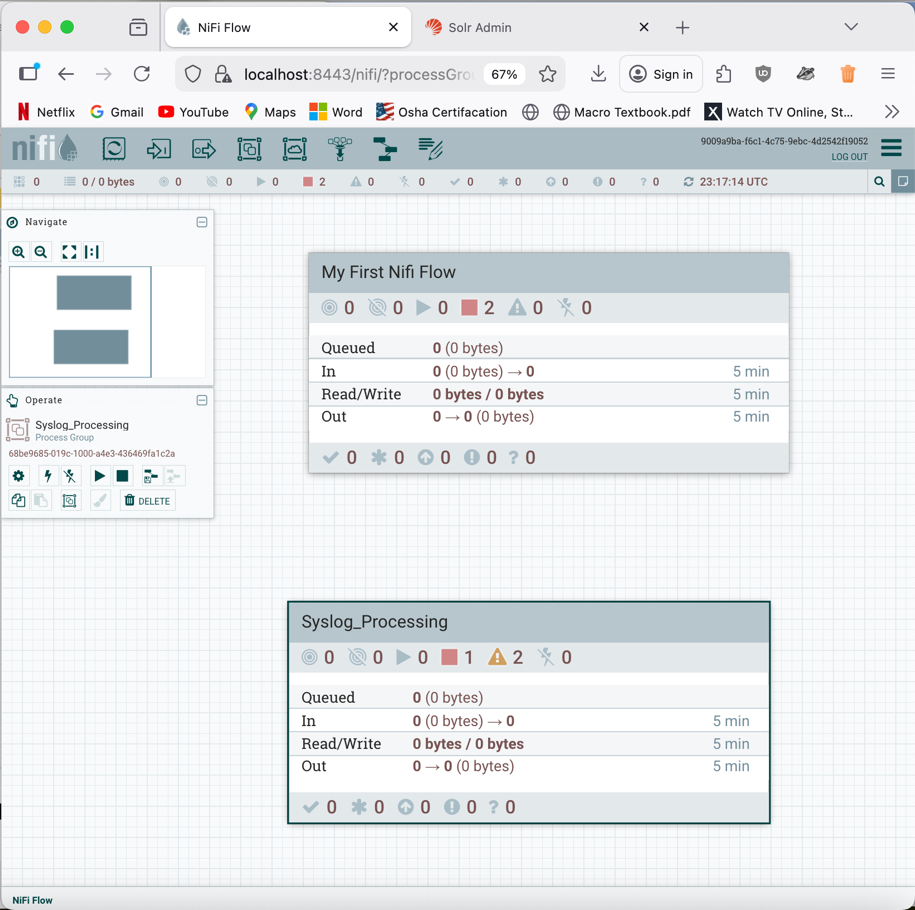 NiFi Flow
Solr Admin
localhost:8443/nifi/?processGrou
67%
Sign in
Netflix
Gmail
YouTube
Maps
Word
Osha Certifacation
Macro Textbook.pdf
Watch TV Online, St...
nifi
9009a9ba-f6c1-4c75-9ebc-4d2542f19052
LOG OUT
0 0 / 0 bytes 0 0 0 2 0 0 0 0 0 0 ? 0 23:17:14 UTC
Navigate
Operate
Syslog_Processing
Process Group
68be9685-019c-1000-a4e3-436469fa1c2a
DELETE
My First Nifi Flow
0 0 0 2 0 0
Queued 0 (0 bytes)
In 0 (0 bytes) → 0 5 min
Read/Write 0 bytes / 0 bytes 5 min
Out 0 → 0 (0 bytes) 5 min
0 0 0 0 ? 0
Syslog_Processing
0 0 0 1 2 0
Queued 0 (0 bytes)
In 0 (0 bytes) → 0 5 min
Read/Write 0 bytes / 0 bytes 5 min
Out 0 → 0 (0 bytes) 5 min
0 0 0 0 ? 0
NiFi Flow